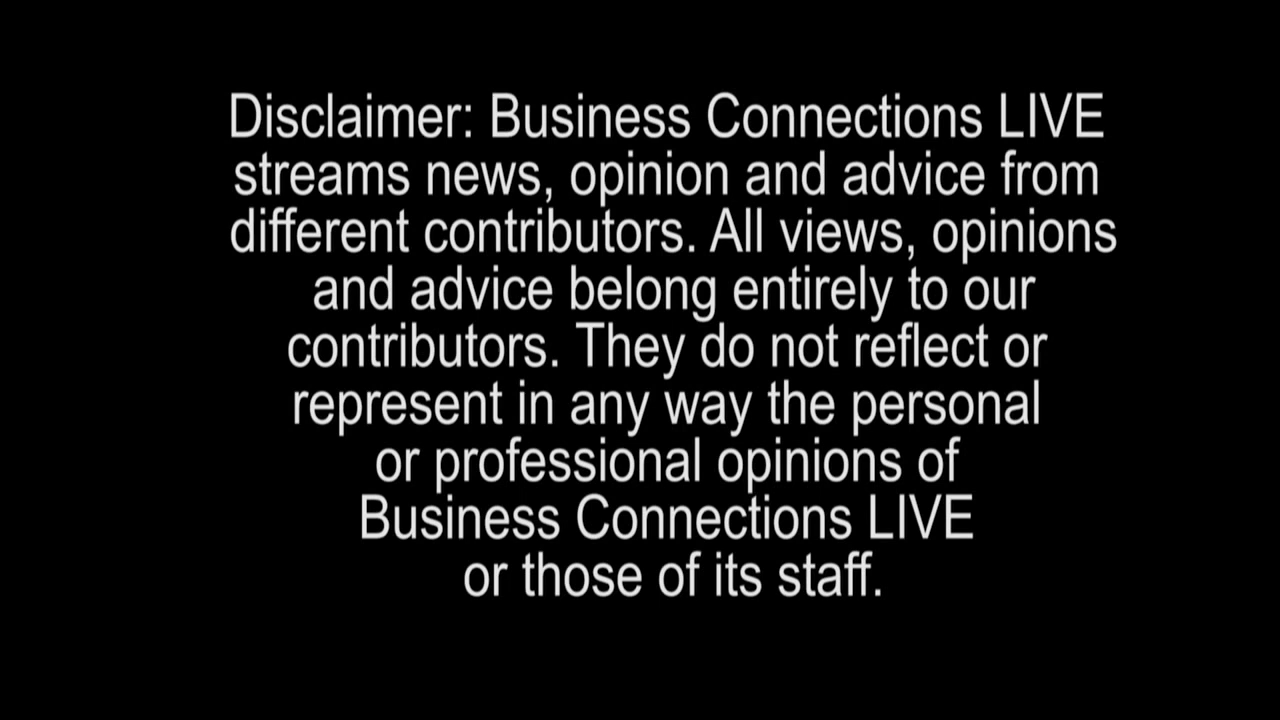 Disclaimer: Business Connections LIVE
streams news, opinion and advice from
different contributors. All views, opinions
and advice belong entirely to our
contributors. They do not reflect or
represent in any way the personal
or professional opinions of
Business Connections LIVE
or those of its staff.